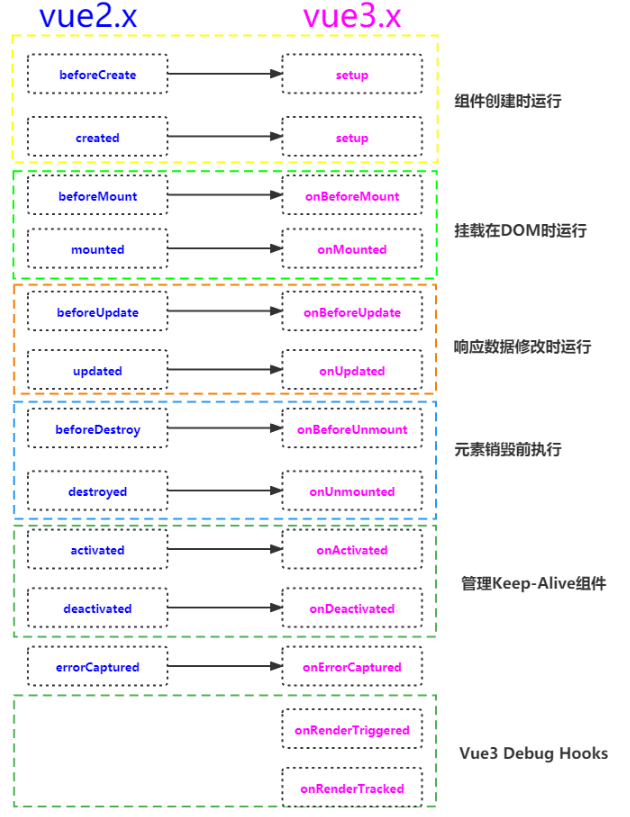 vue2.x vue3.x
beforeCreate setup
组件创建时运行
created setup
beforeMount onBeforeMount
挂载在DOM时运行
mounted onMounted
beforeUpdate onBeforeUpdate
响应数据修改时运行
updated onUpdated
beforeDestroy onBeforeUnmount
元素销毁前执行
destroyed onUnmounted
activated onActivated
管理Keep-Alive组件
deactivated onDeactivated
errorCaptured onErrorCaptured
onRenderTriggered
Vue3 Debug Hooks
onRenderTracked